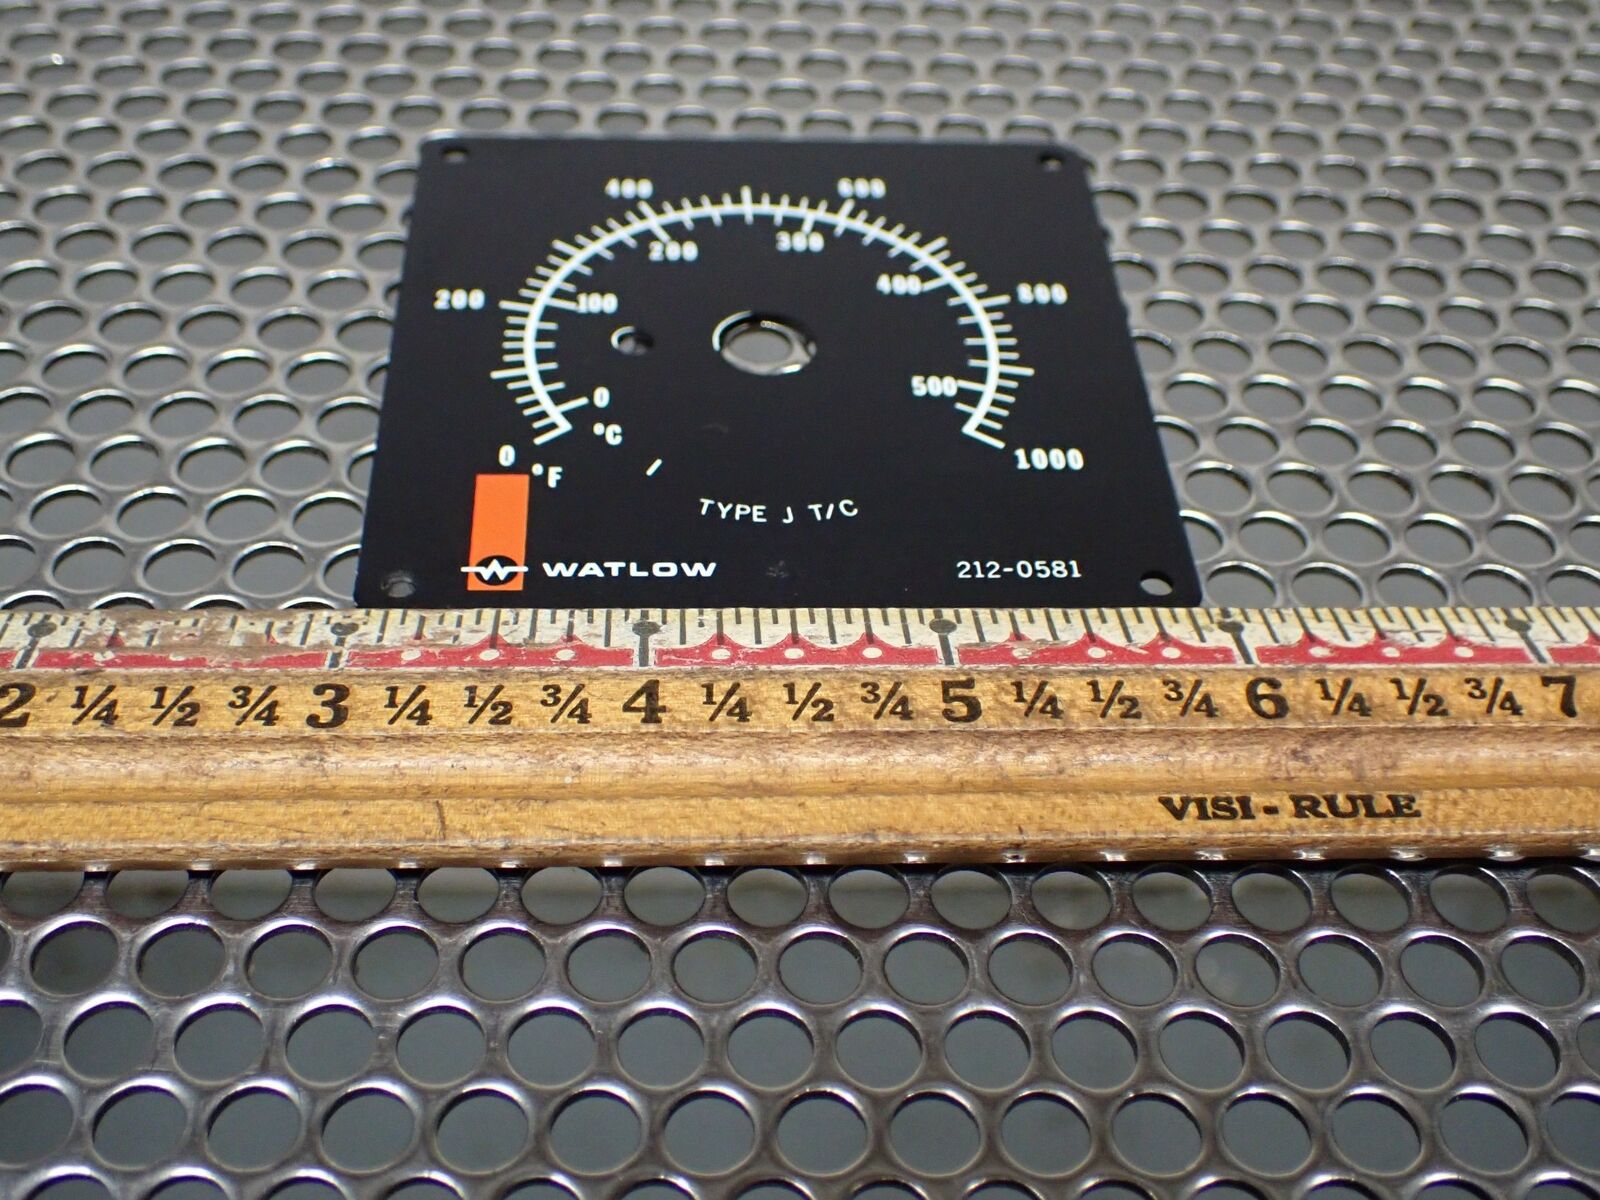 400 600
200 300
200 100 400 800
0 500
°C
0 °F 1000
TYPE J T/C
WATLOW 212-0581
2 ¼ ½ ¾ 3 ¼ ½ ¾ 4 ¼ ½ ¾ 5 ¼ ½ ¾ 6 ¼ ½ ¾ 7
VISI-RULE